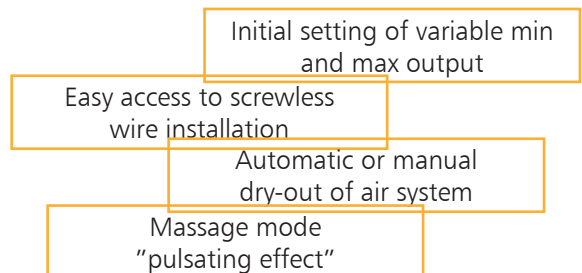 Initial setting of variable min
and max output
Easy access to screwless
wire installation
Automatic or manual
dry-out of air system
Massage mode
”pulsating effect”